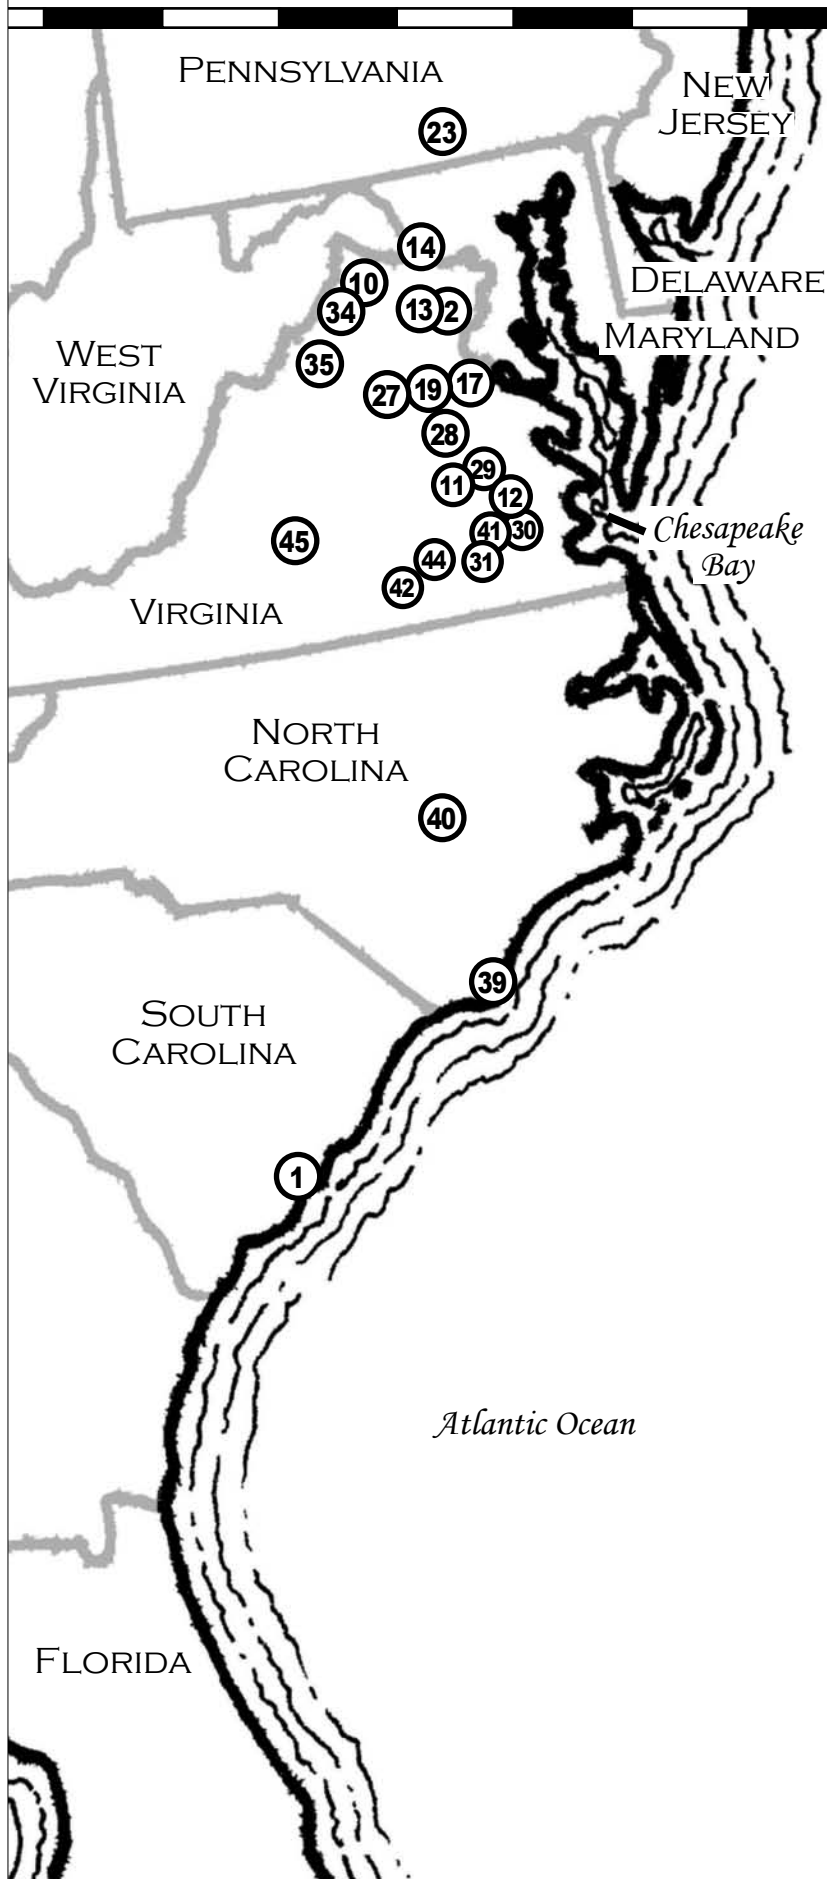 PENNSYLVANIA
NEW
JERSEY
23
14
10
34
13
2
DELAWARE
MARYLAND
WEST
VIRGINIA
35
27
19
17
28
29
11
12
Chesapeake
Bay
45
41
30
44
31
42
VIRGINIA
NORTH
CAROLINA
40
39
SOUTH
CAROLINA
1
Atlantic Ocean
FLORIDA